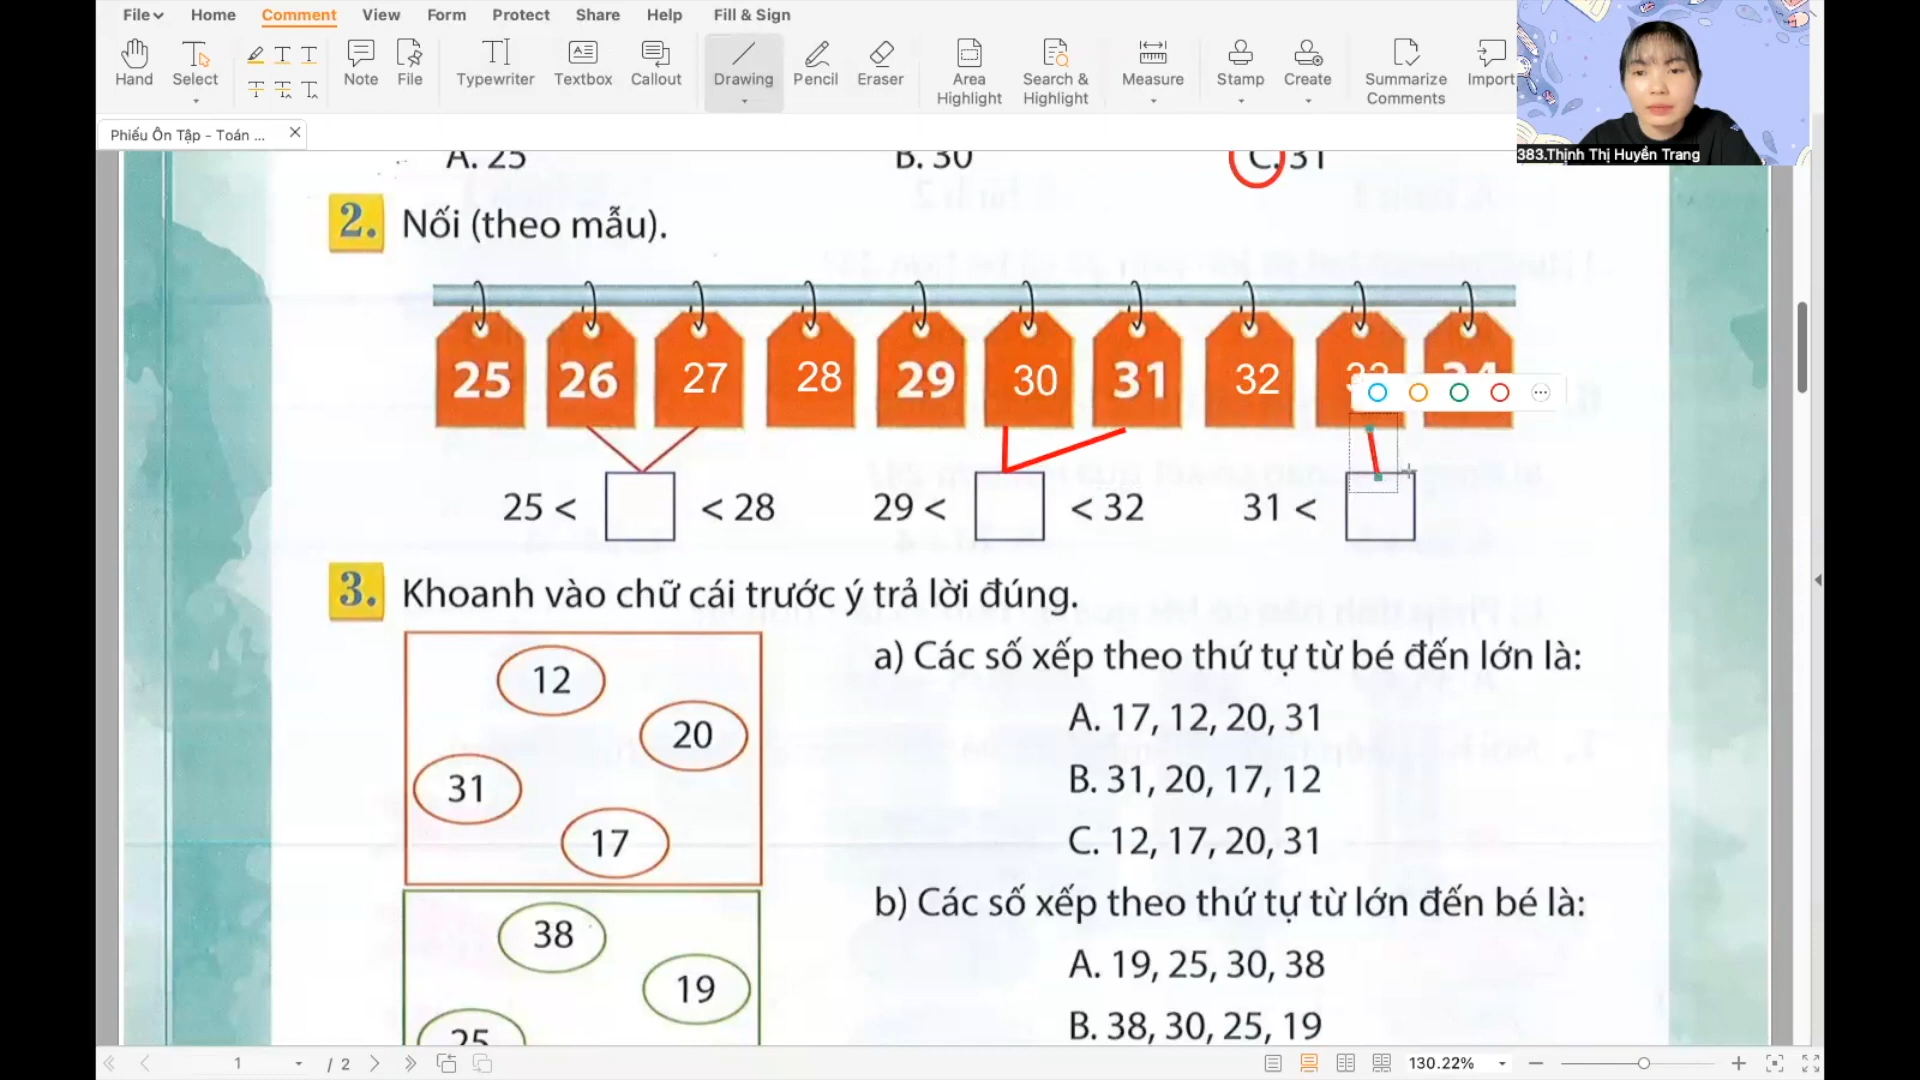 File Home Comment View Form Protect Share Help Fill & Sign
Hand Select Note File Typewriter Textbox Callout Drawing Pencil Eraser Area Highlight Search & Highlight Measure Stamp Create Summarize Comments Import
383.Thịnh Thị Huyền Trang
Phiếu Ôn Tập - Toán ...
A. 25 B. 30 C. 31
2. Nối (theo mẫu).
25 26 27 28 29 30 31 32 33 34
25 < < 28 29 < < 32 31 <
3. Khoanh vào chữ cái trước ý trả lời đúng.
12
20
31
17
a) Các số xếp theo thứ tự từ bé đến lớn là:
A. 17, 12, 20, 31
B. 31, 20, 17, 12
C. 12, 17, 20, 31
38
19
25
b) Các số xếp theo thứ tự từ lớn đến bé là:
A. 19, 25, 30, 38
B. 38, 30, 25, 19
1 / 2 130.22%